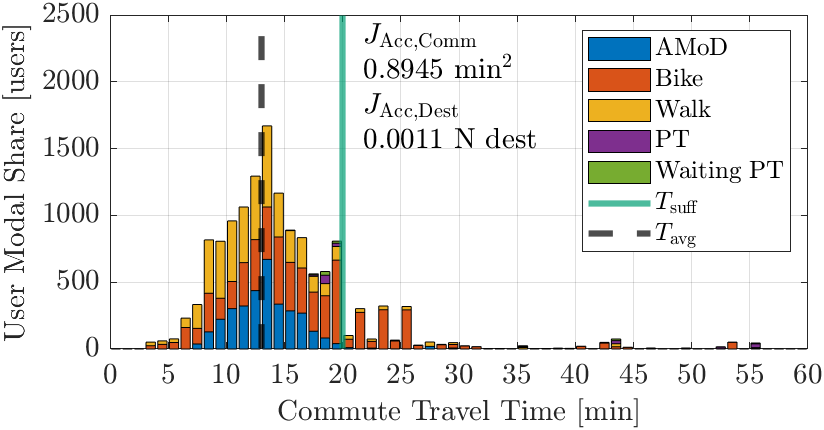 2500
2000
1500
1000
500
0
User Modal Share [users]
J_Acc,Comm
0.8945 min²
J_Acc,Dest
0.0011 N dest
AMoD
Bike
Walk
PT
Waiting PT
T_suff
T_avg
0 5 10 15 20 25 30 35 40 45 50 55 60
Commute Travel Time [min]